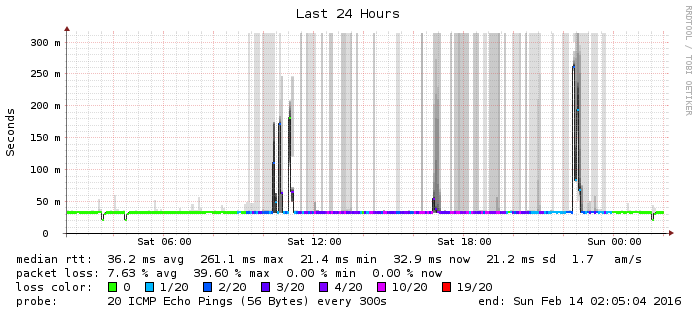 Last 24 Hours
RRDTOOL / TOBI OETIKER
Seconds
300 m
250 m
200 m
150 m
100 m
50 m
0
Sat 06:00 Sat 12:00 Sat 18:00 Sun 00:00
median rtt: 36.2 ms avg 261.1 ms max 21.4 ms min 32.9 ms now 21.2 ms sd 1.7 am/s
packet loss: 7.63 % avg 39.60 % max 0.00 % min 0.00 % now
loss color: 0 1/20 2/20 3/20 4/20 10/20 19/20
probe: 20 ICMP Echo Pings (56 Bytes) every 300s end: Sun Feb 14 02:05:04 2016